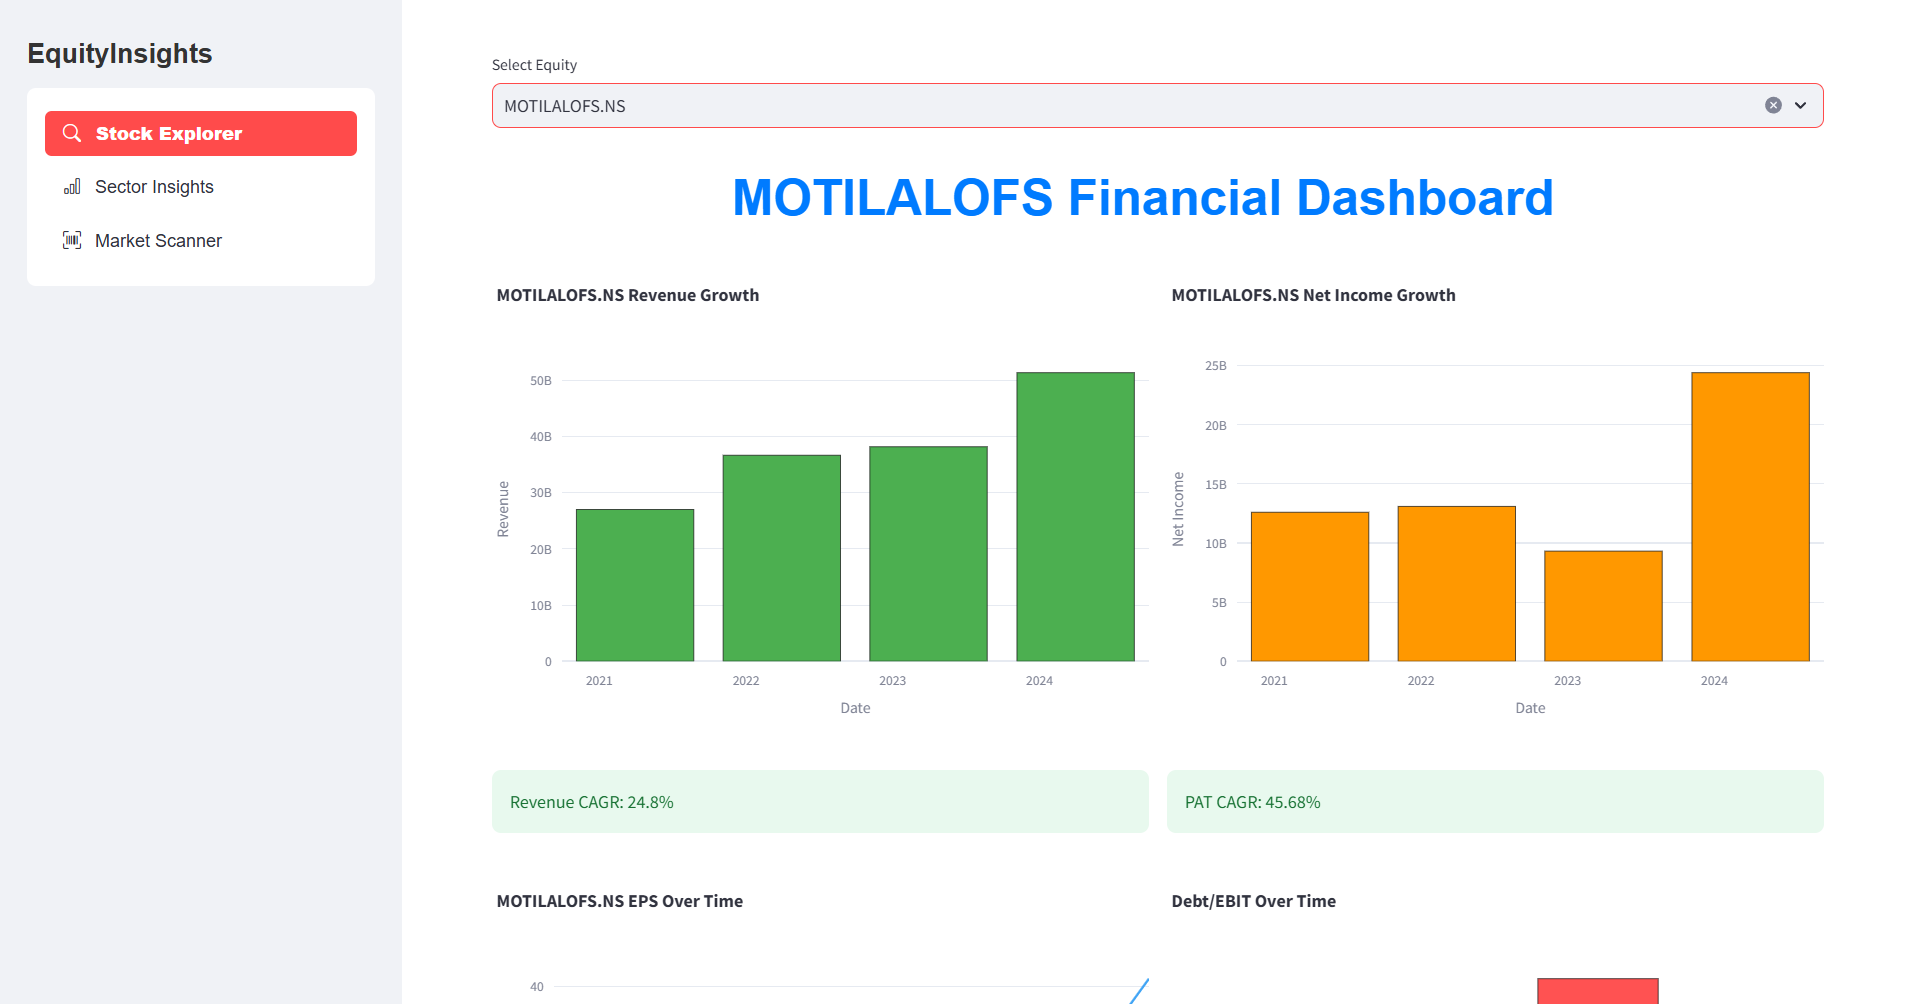 EquityInsights
Stock Explorer
Sector Insights
Market Scanner
Select Equity
MOTILALOFS.NS
MOTILALOFS Financial Dashboard
MOTILALOFS.NS Revenue Growth
50B
40B
30B
20B
10B
0
Revenue
2021
2022
2023
2024
Date
MOTILALOFS.NS Net Income Growth
25B
20B
15B
10B
5B
0
Net Income
2021
2022
2023
2024
Date
Revenue CAGR: 24.8%
PAT CAGR: 45.68%
MOTILALOFS.NS EPS Over Time
40
Debt/EBIT Over Time